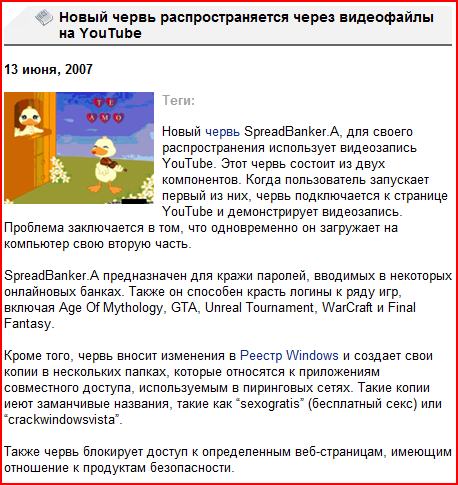 Новый червь распространяется через видеофайлы
на YouTube
13 июня, 2007
TE
AMO
Теги:
Новый червь SpreadBanker.A, для своего
распространения использует видеозапись
YouTube. Этот червь состоит из двух
компонентов. Когда пользователь запускает
первый из них, червь подключается к странице
YouTube и демонстрирует видеозапись.
Проблема заключается в том, что одновременно он загружает на
компьютер свою вторую часть.
SpreadBanker.A предназначен для кражи паролей, вводимых в некоторых
онлайновых банках. Также он способен красть логины к ряду игр,
включая Age Of Mythology, GTA, Unreal Tournament, WarCraft и Final
Fantasy.
Кроме того, червь вносит изменения в Реестр Windows и создает свои
копии в нескольких папках, которые относятся к приложениям
совместного доступа, используемым в пиринговых сетях. Такие копии
иеют заманчивые названия, такие как “sexogratis” (бесплатный секс) или
“crackwindowsvista”.
Также червь блокирует доступ к определенным веб-страницам, имеющим
отношение к продуктам безопасности.